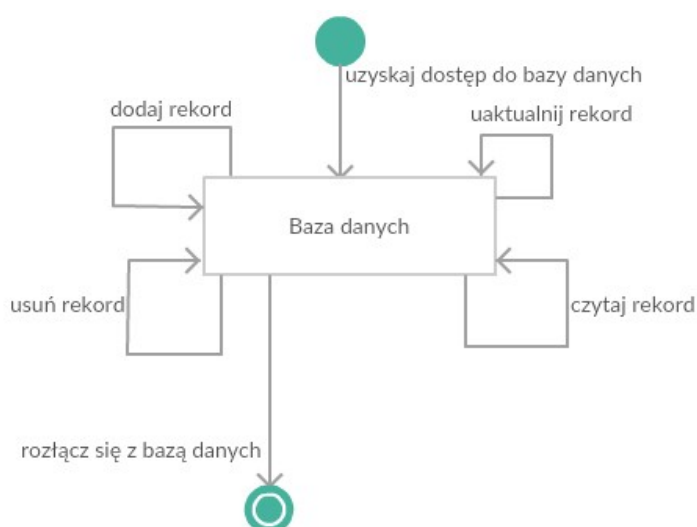 uzyskaj dostęp do bazy danych
dodaj rekord
uaktualnij rekord
Baza danych
usuń rekord
czytaj rekord
rozłącz się z bazą danych